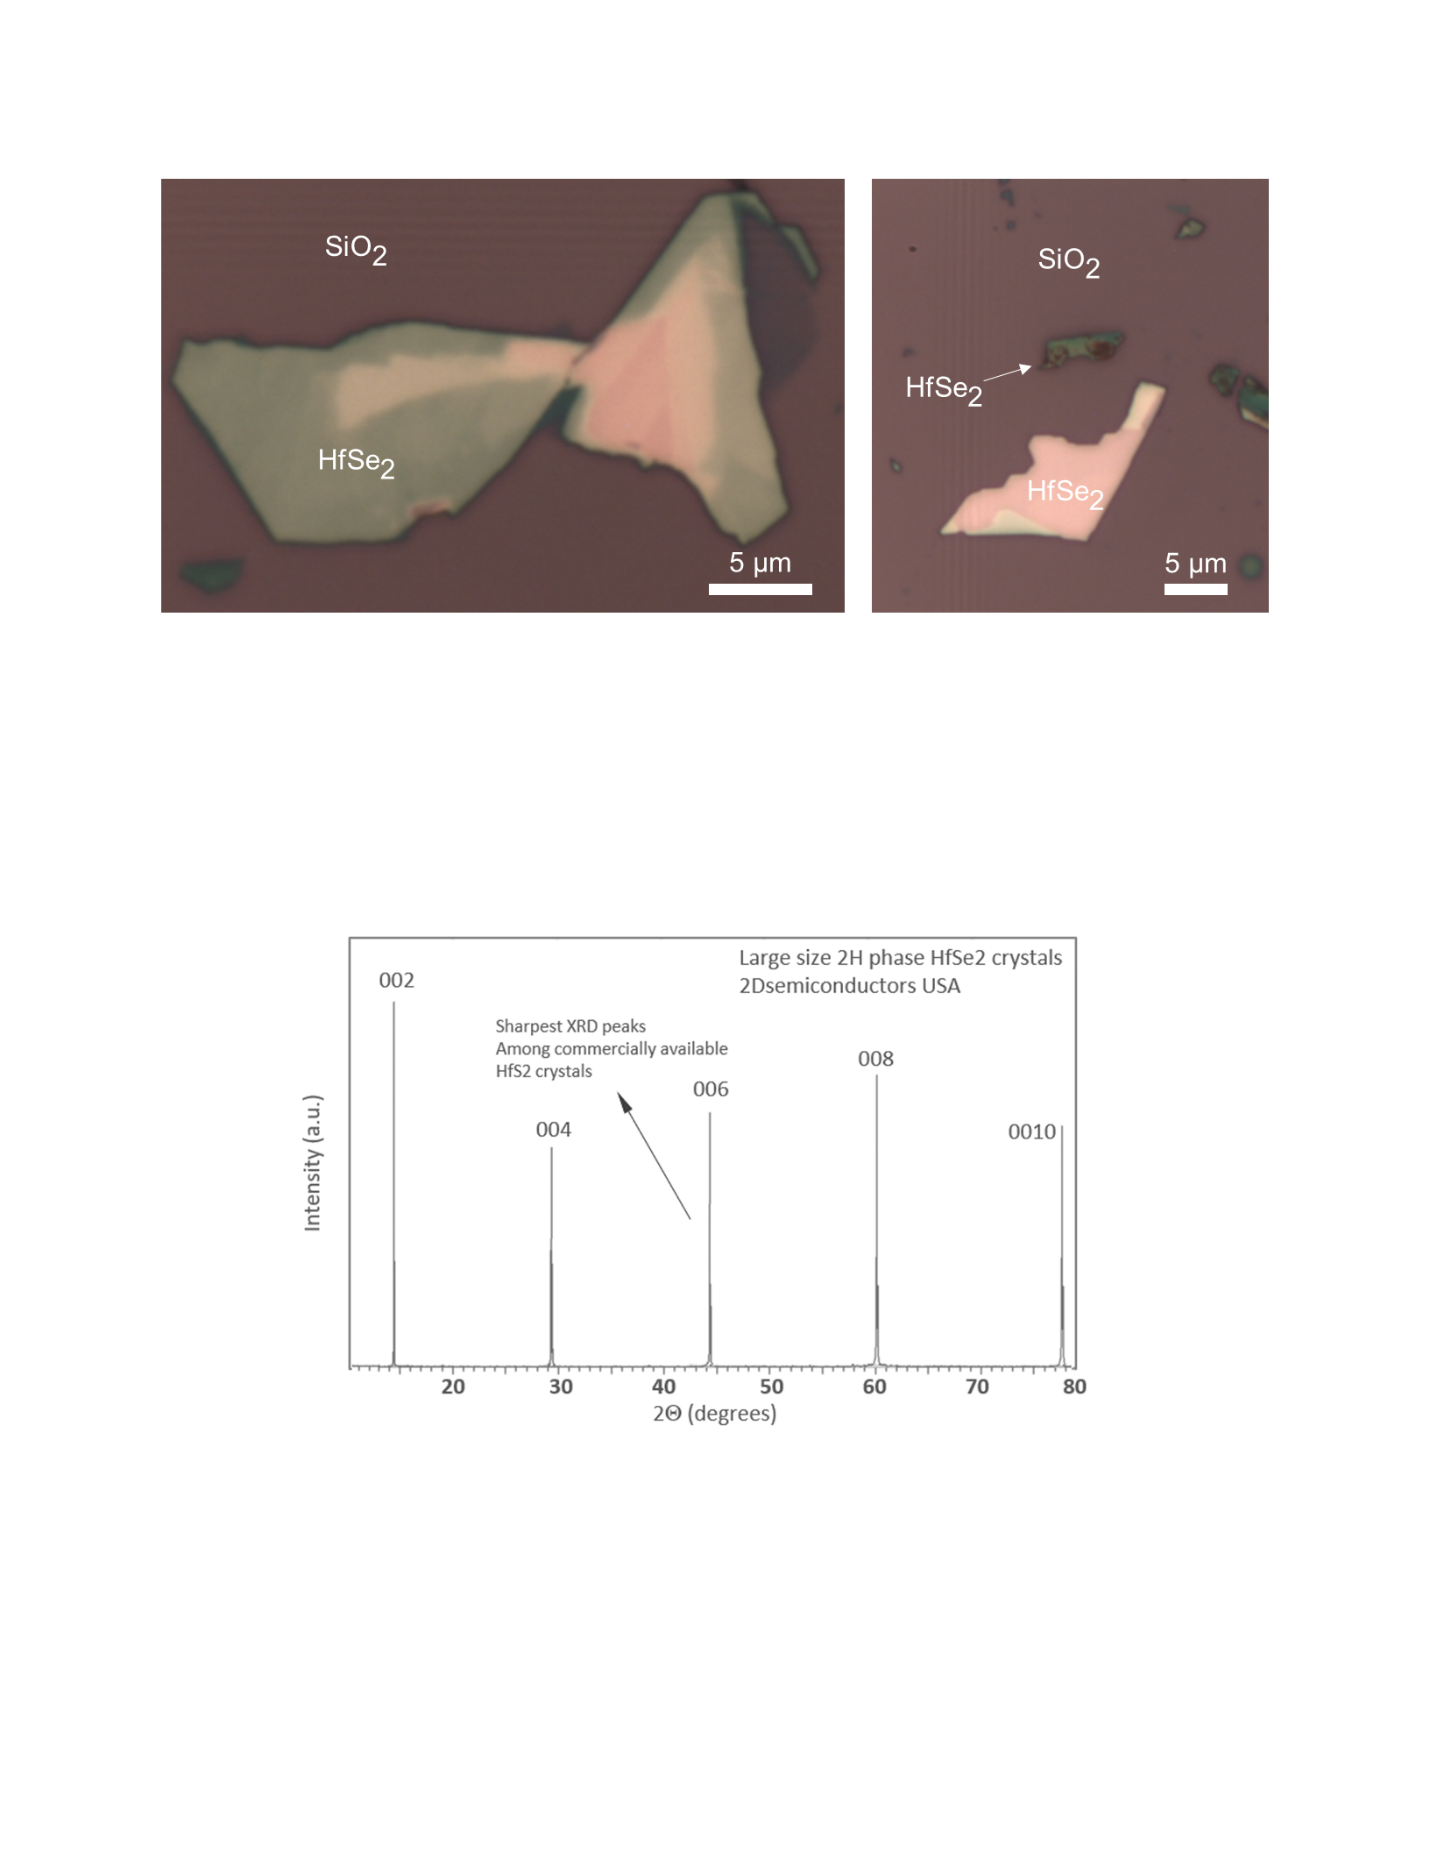 SiO₂
HfSe₂
5 µm
SiO₂
HfSe₂
HfSe₂
5 µm
Large size 2H phase HfSe2 crystals
2Dsemiconductors USA
002
Sharpest XRD peaks
Among commercially available
HfS2 crystals
004
006
008
0010
Intensity (a.u.)
20 30 40 50 60 70 80
2Θ (degrees)